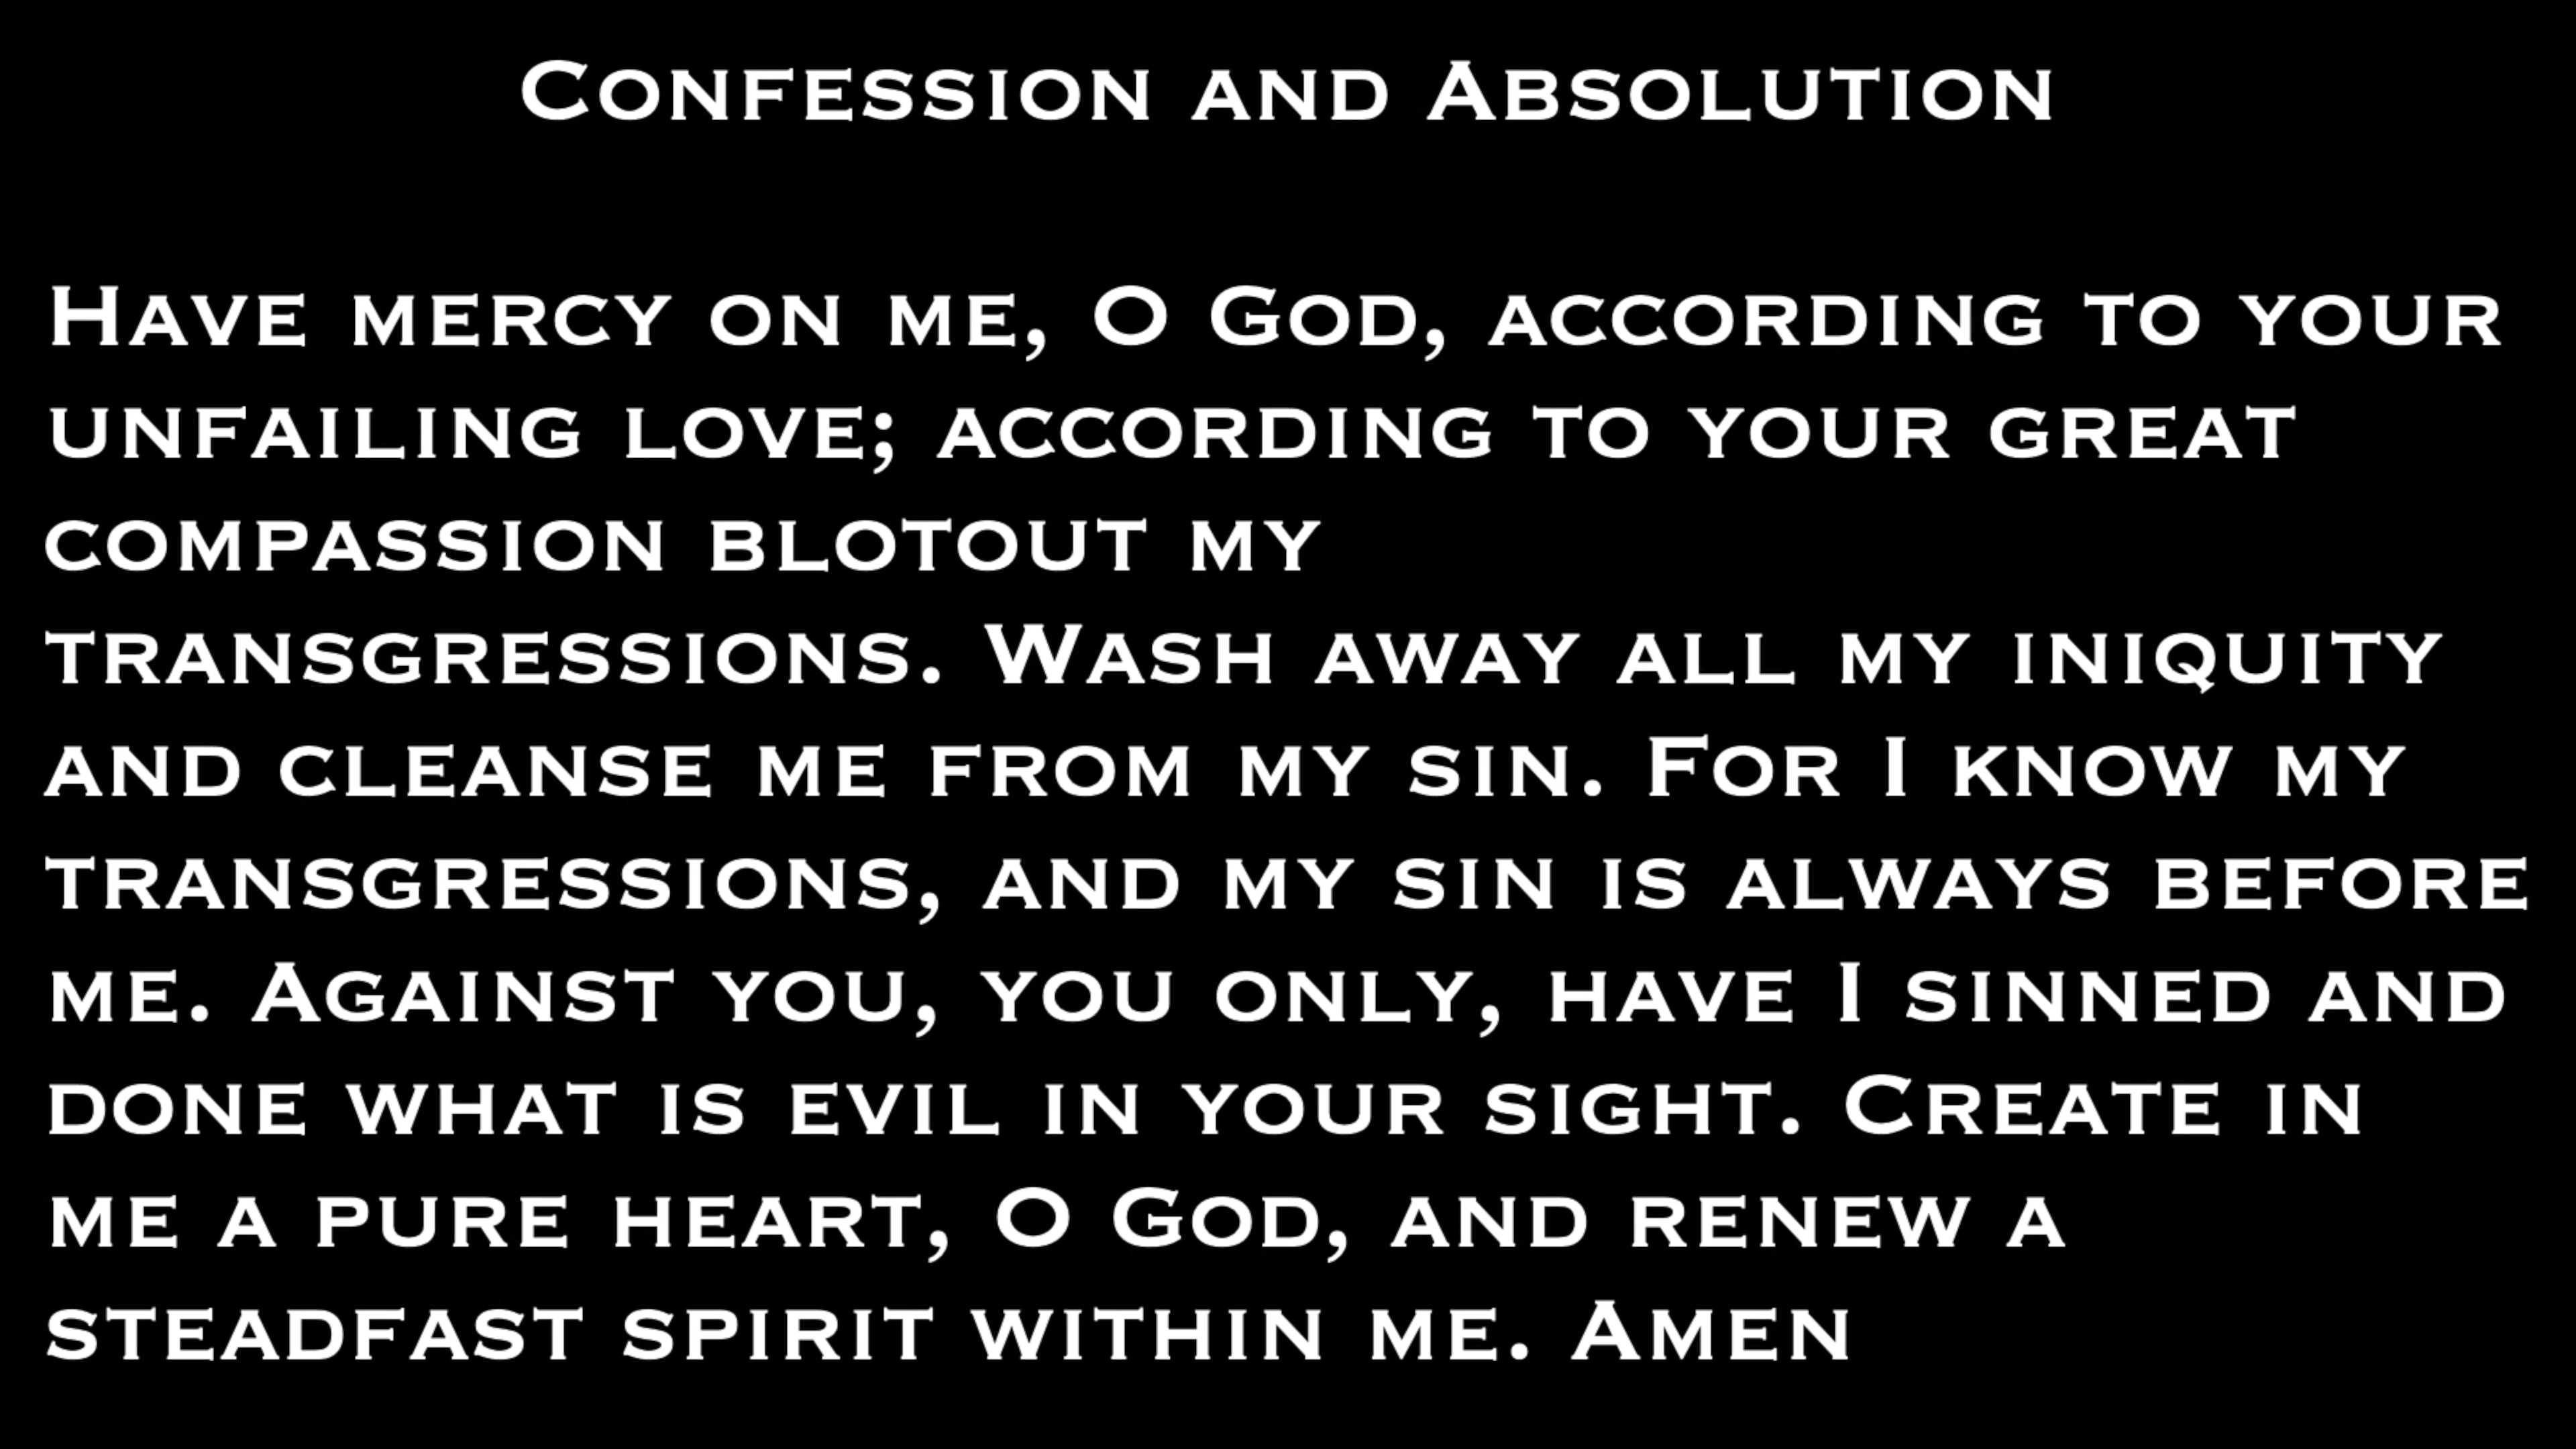 Confession and Absolution
Have mercy on me, O God, according to your
unfailing love; according to your great
compassion blotout my
transgressions. Wash away all my iniquity
and cleanse me from my sin. For I know my
transgressions, and my sin is always before
me. Against you, you only, have I sinned and
done what is evil in your sight. Create in
me a pure heart, O God, and renew a
steadfast spirit within me. Amen